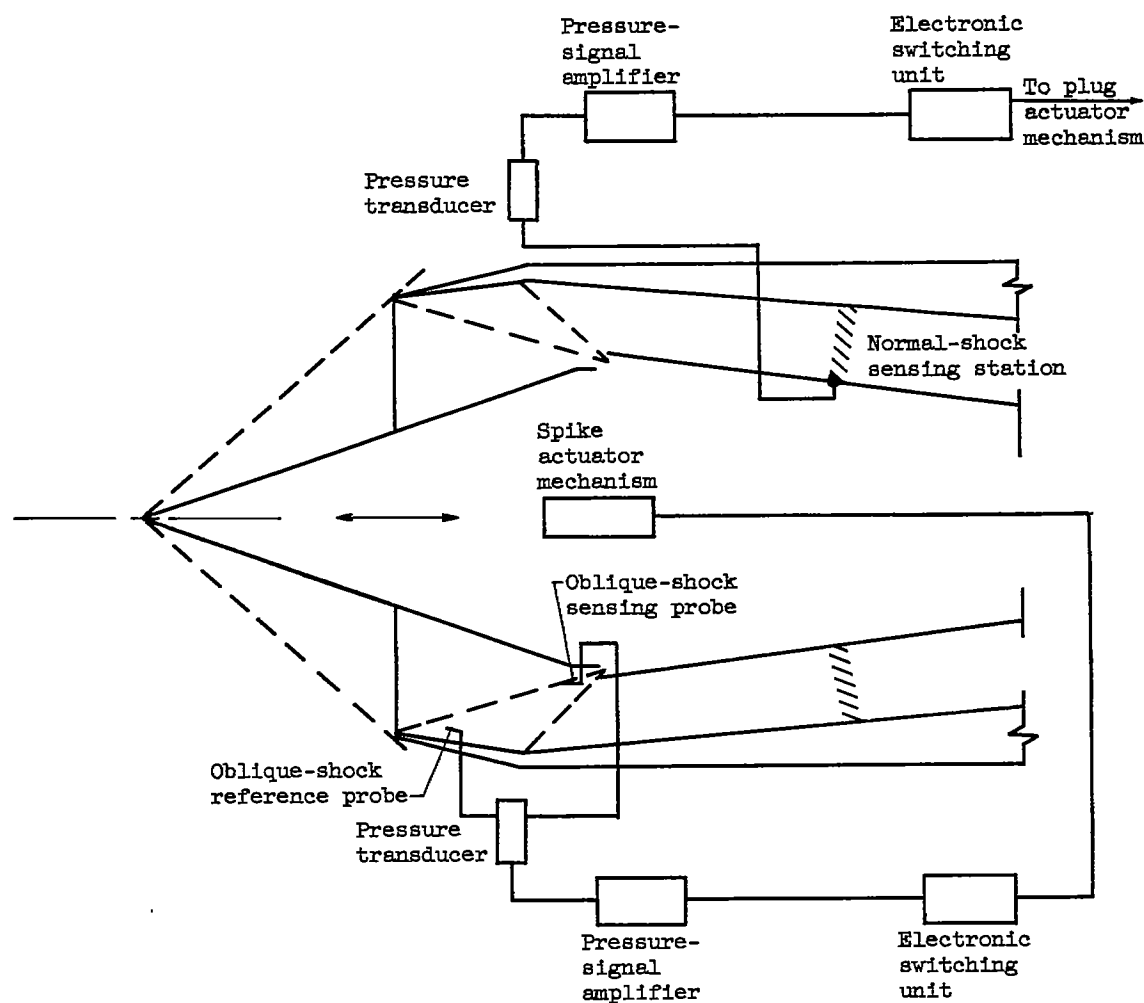 Pressure-
signal
amplifier
Electronic
switching
unit
To plug
actuator
mechanism
Pressure
transducer
Normal-shock
sensing station
Spike
actuator
mechanism
Oblique-shock
sensing probe
Oblique-shock
reference probe
Pressure
transducer
Pressure-
signal
amplifier
Electronic
switching
unit